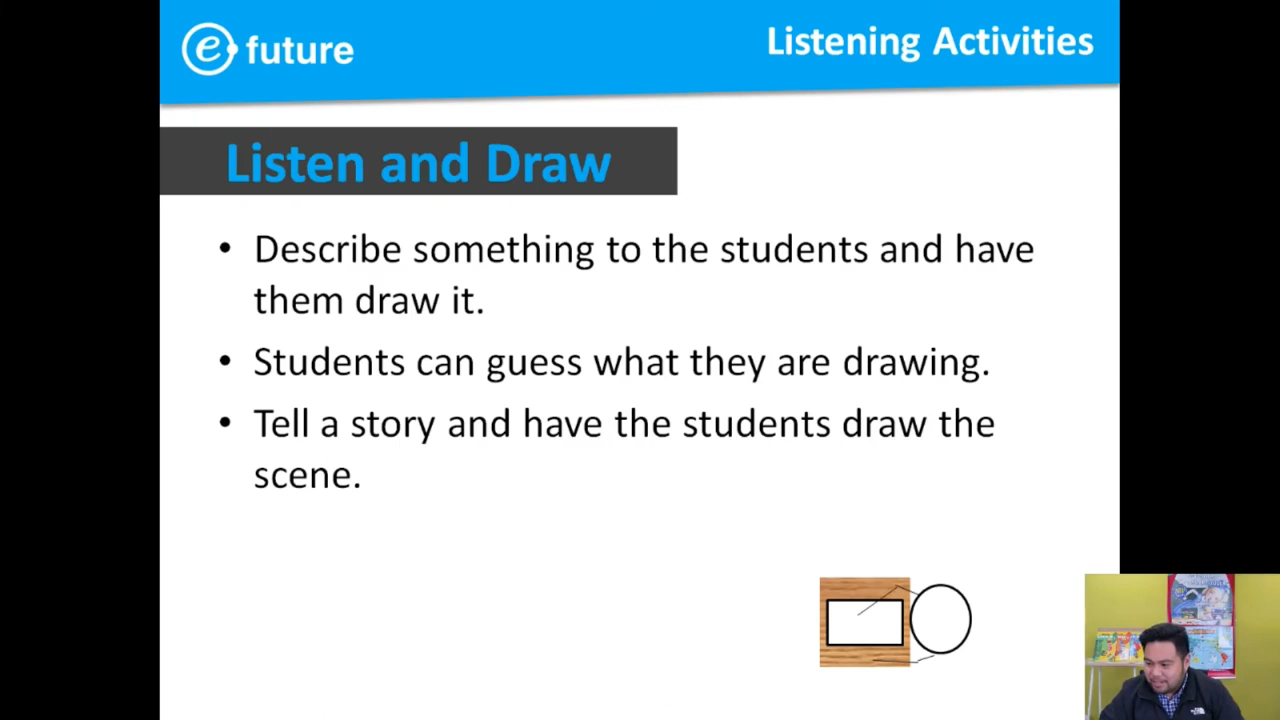 e future
Listening Activities
Listen and Draw
• Describe something to the students and have
them draw it.
• Students can guess what they are drawing.
• Tell a story and have the students draw the
scene.